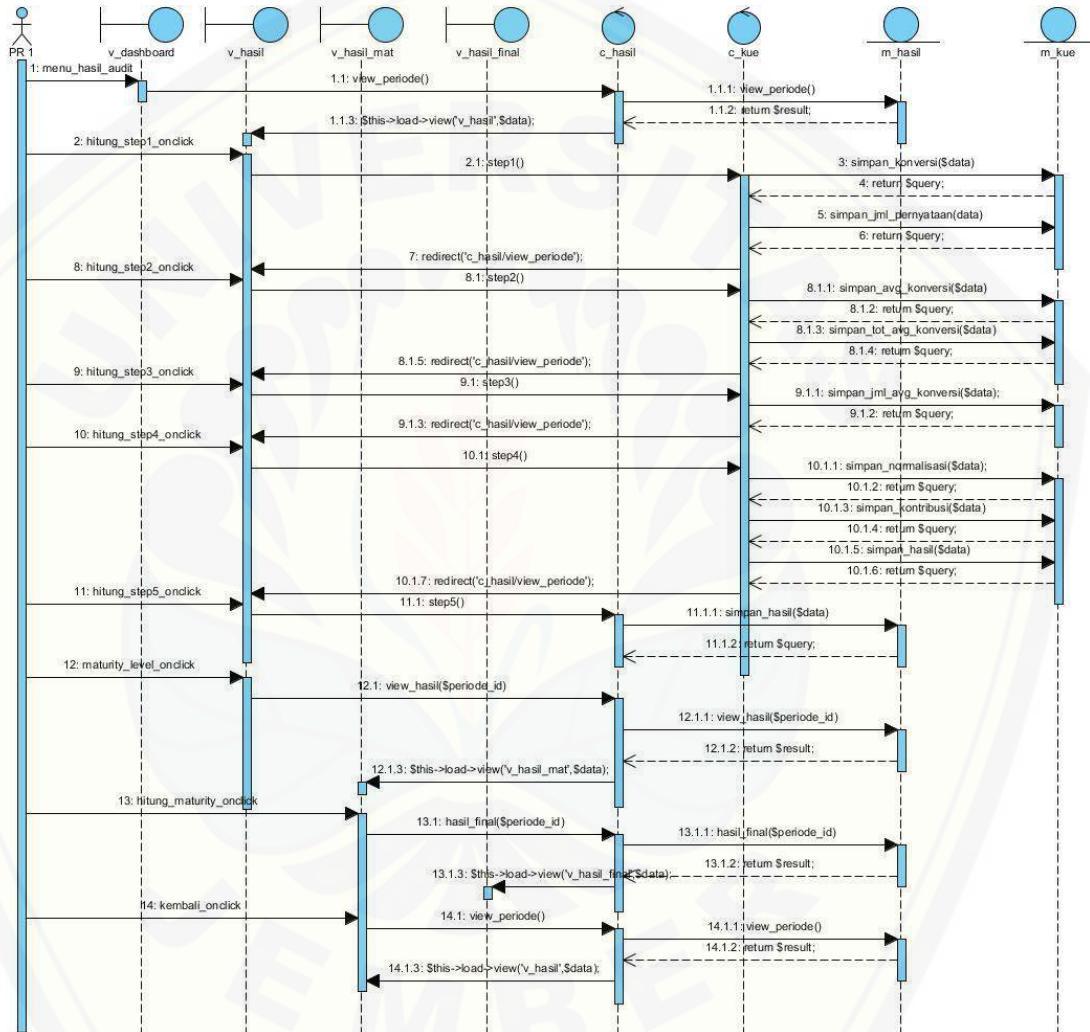 PR 1
v_dashboard
v_hasil
v_hasil_mat
v_hasil_final
c_hasil
c_kue
m_hasil
m_kue
1: menu_hasil_audit
1.1: view_periode()
1.1.1: view_periode()
1.1.2: return $result;
1.1.3: $this->load->view('v_hasil',$data);
2: hitung_step1_onclick
2.1: step1()
3: simpan_konversi($data)
4: return $query;
5: simpan_jml_pernyataan(data)
6: return $query;
7: redirect('c_hasil/view_periode');
8: hitung_step2_onclick
8.1: step2()
8.1.1: simpan_avg_konversi($data)
8.1.2: return $query;
8.1.3: simpan_tot_avg_konversi($data)
8.1.4: return $query;
8.1.5: redirect('c_hasil/view_periode');
9: hitung_step3_onclick
9.1: step3()
9.1.1: simpan_jml_avg_konversi($data);
9.1.2: return $query;
9.1.3: redirect('c_hasil/view_periode');
10: hitung_step4_onclick
10.1: step4()
10.1.1: simpan_normalisasi($data);
10.1.2: return $query;
10.1.3: simpan_kontribusi($data)
10.1.4: return $query;
10.1.5: simpan_hasil($data)
10.1.6: return $query;
10.1.7: redirect('c_hasil/view_periode');
11: hitung_step5_onclick
11.1: step5()
11.1.1: simpan_hasil($data)
11.1.2: return $query;
12: maturity_level_onclick
12.1: view_hasil($periode_id)
12.1.1: view_hasil($periode_id)
12.1.2: return $result;
12.1.3: $this->load->view('v_hasil_mat',$data);
13: hitung_maturity_onclick
13.1: hasil_final($periode_id)
13.1.1: hasil_final($periode_id)
13.1.2: return $result;
13.1.3: $this->load->view('v_hasil_final',$data);
14: kembali_onclick
14.1: view_periode()
14.1.1: view_periode()
14.1.2: return $result;
14.1.3: $this->load->view('v_hasil',$data);
UNIVERSITAS
JEMBER